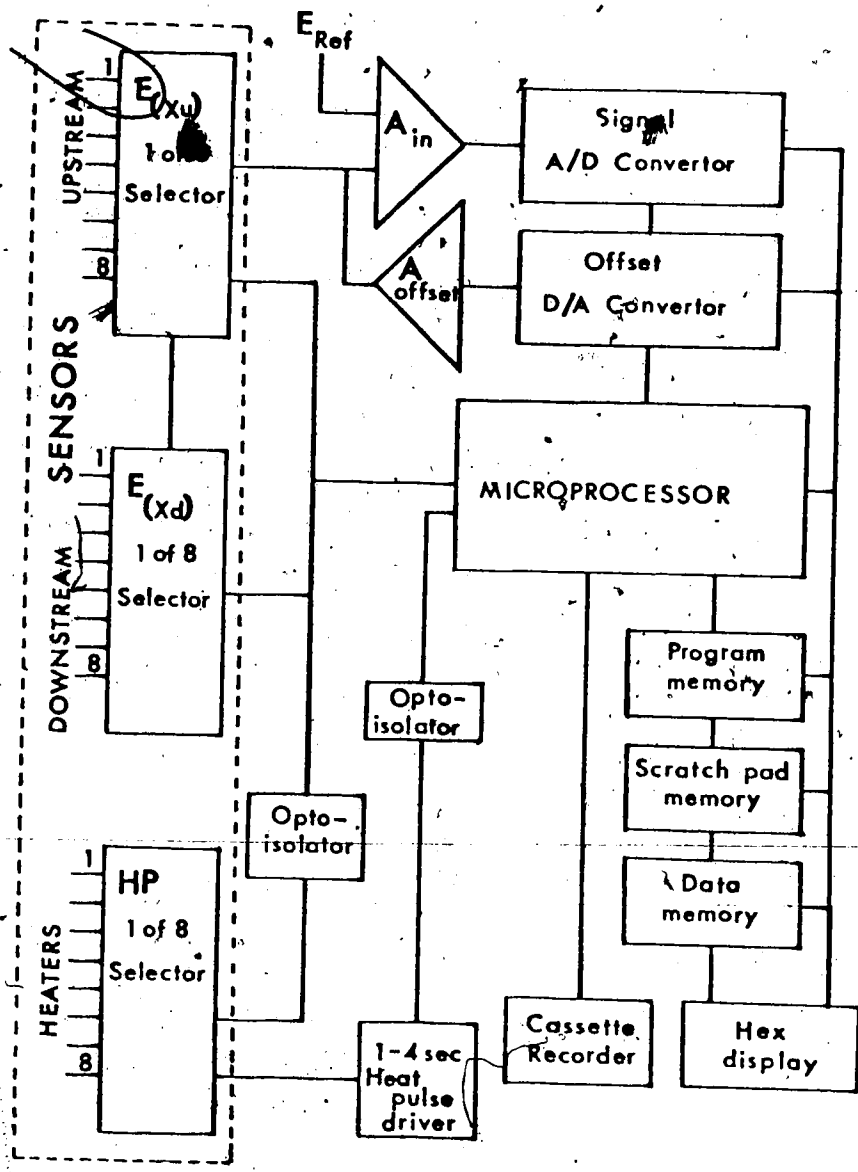 E Ref
1
UPSTREAM
8
E (Xu)
1 of
Selector
A in
Signal
A/D Convertor
A offset
Offset
D/A Convertor
SENSORS
1
DOWNSTREAM
8
E (Xd)
1 of 8
Selector
MICROPROCESSOR
Opto-
isolator
Program
memory
Scratch pad
memory
Data
memory
Opto-
isolator
1
HEATERS
8
HP
1 of 8
Selector
1-4 sec
Heat
pulse
driver
Cassette
Recorder
Hex
display